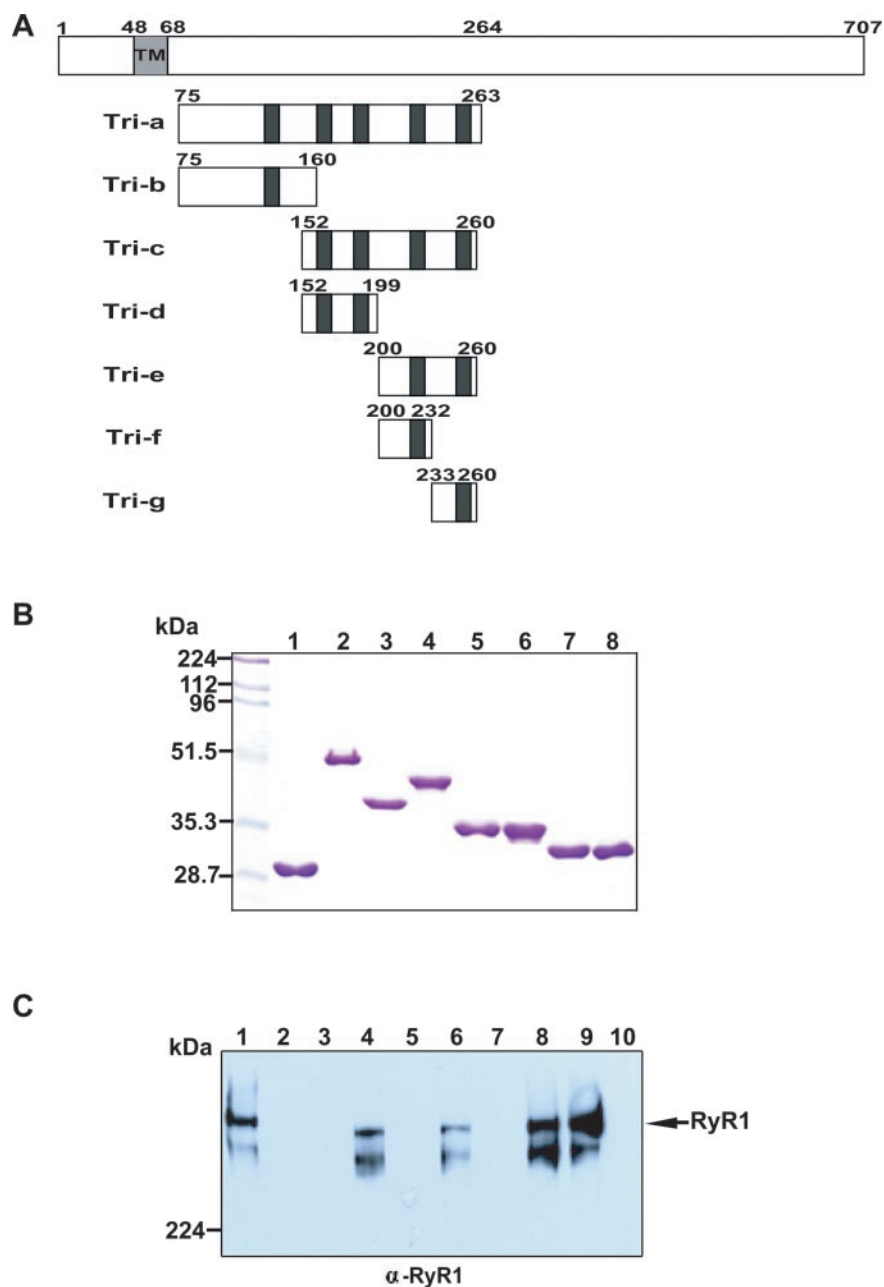 A
1 48 68 264 707
TM
75 263
Tri-a
75 160
Tri-b
152 260
Tri-c
152 199
Tri-d
200 260
Tri-e
200 232
Tri-f
233 260
Tri-g
B
kDa
1 2 3 4 5 6 7 8
224
112
96
51.5
35.3
28.7
C
kDa
1 2 3 4 5 6 7 8 9 10
RyR1
224
α-RyR1